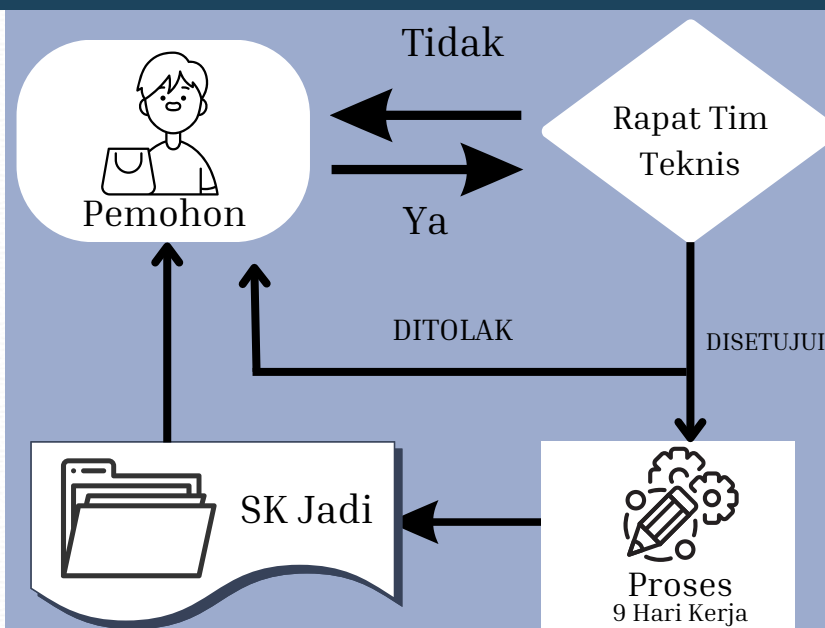 Tidak
Rapat Tim
Teknis
Pemohon
Ya
DITOLAK
DISETUJUI
SK Jadi
Proses
9 Hari Kerja